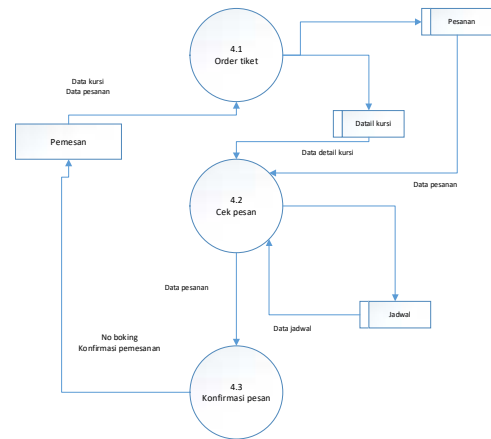 4.1
Order tiket
Pesanan
Data kursi
Data pesanan
Detail kursi
Pemesan
Data detail kursi
Data pesanan
4.2
Cek pesan
Data pesanan
Jadwal
Data jadwal
No boking
Konfirmasi pemesanan
4.3
Konfirmasi pesan